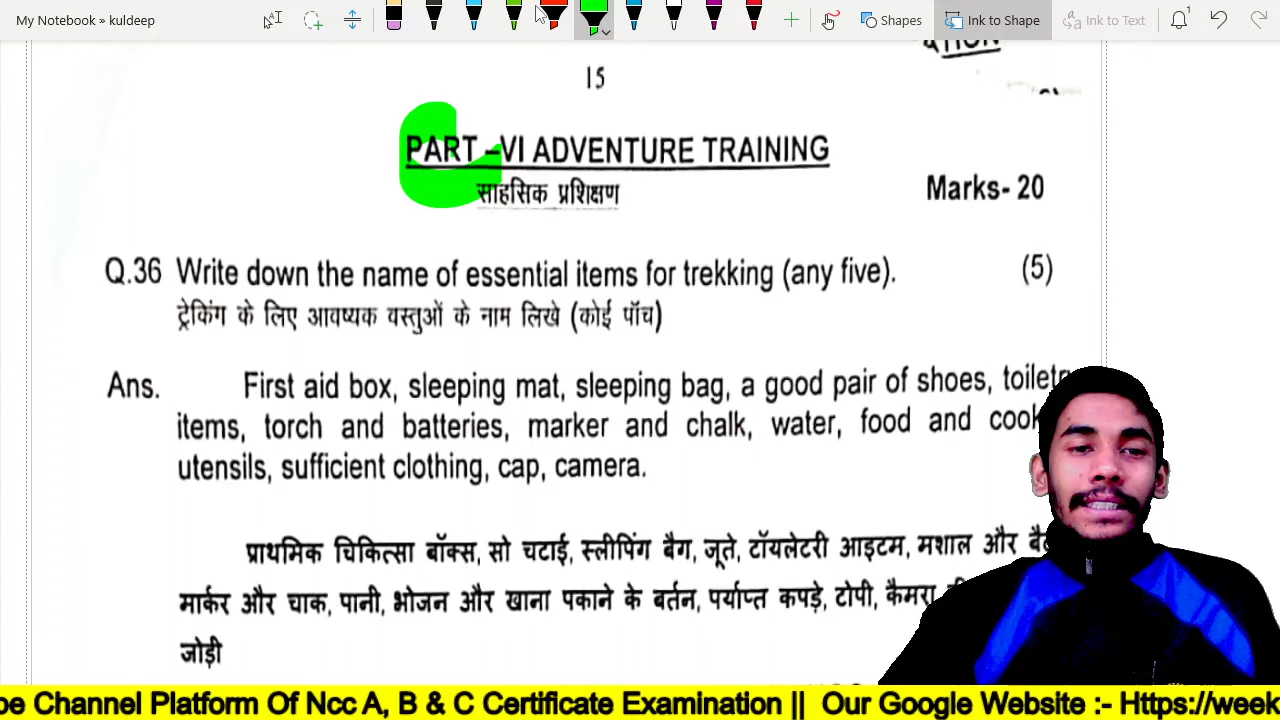 My Notebook » kuldeep
Shapes
Ink to Shape
Ink to Text
1
15
PART –VI ADVENTURE TRAINING
साहसिक प्रशिक्षण
Marks- 20
Q.36 Write down the name of essential items for trekking (any five). (5)
ट्रेकिंग के लिए आवष्यक वस्तुओं के नाम लिखे (कोई पॉच)
Ans. First aid box, sleeping mat, sleeping bag, a good pair of shoes,
items, torch and batteries, marker and chalk, water, food and
utensils, sufficient clothing, cap, camera.
प्राथमिक चिकित्सा बॉक्स, सो चटाई, स्लीपिंग बैग, जूते, टॉयलेटरी आइटम, मशाल और
मार्कर और चाक, पानी, भोजन और खाना पकाने के बर्तन, पर्याप्त कपड़े, टोपी, कैमरा
जोड़ी
Channel Platform Of Ncc A, B & C Certificate Examination || Our Google Website :- Https://week